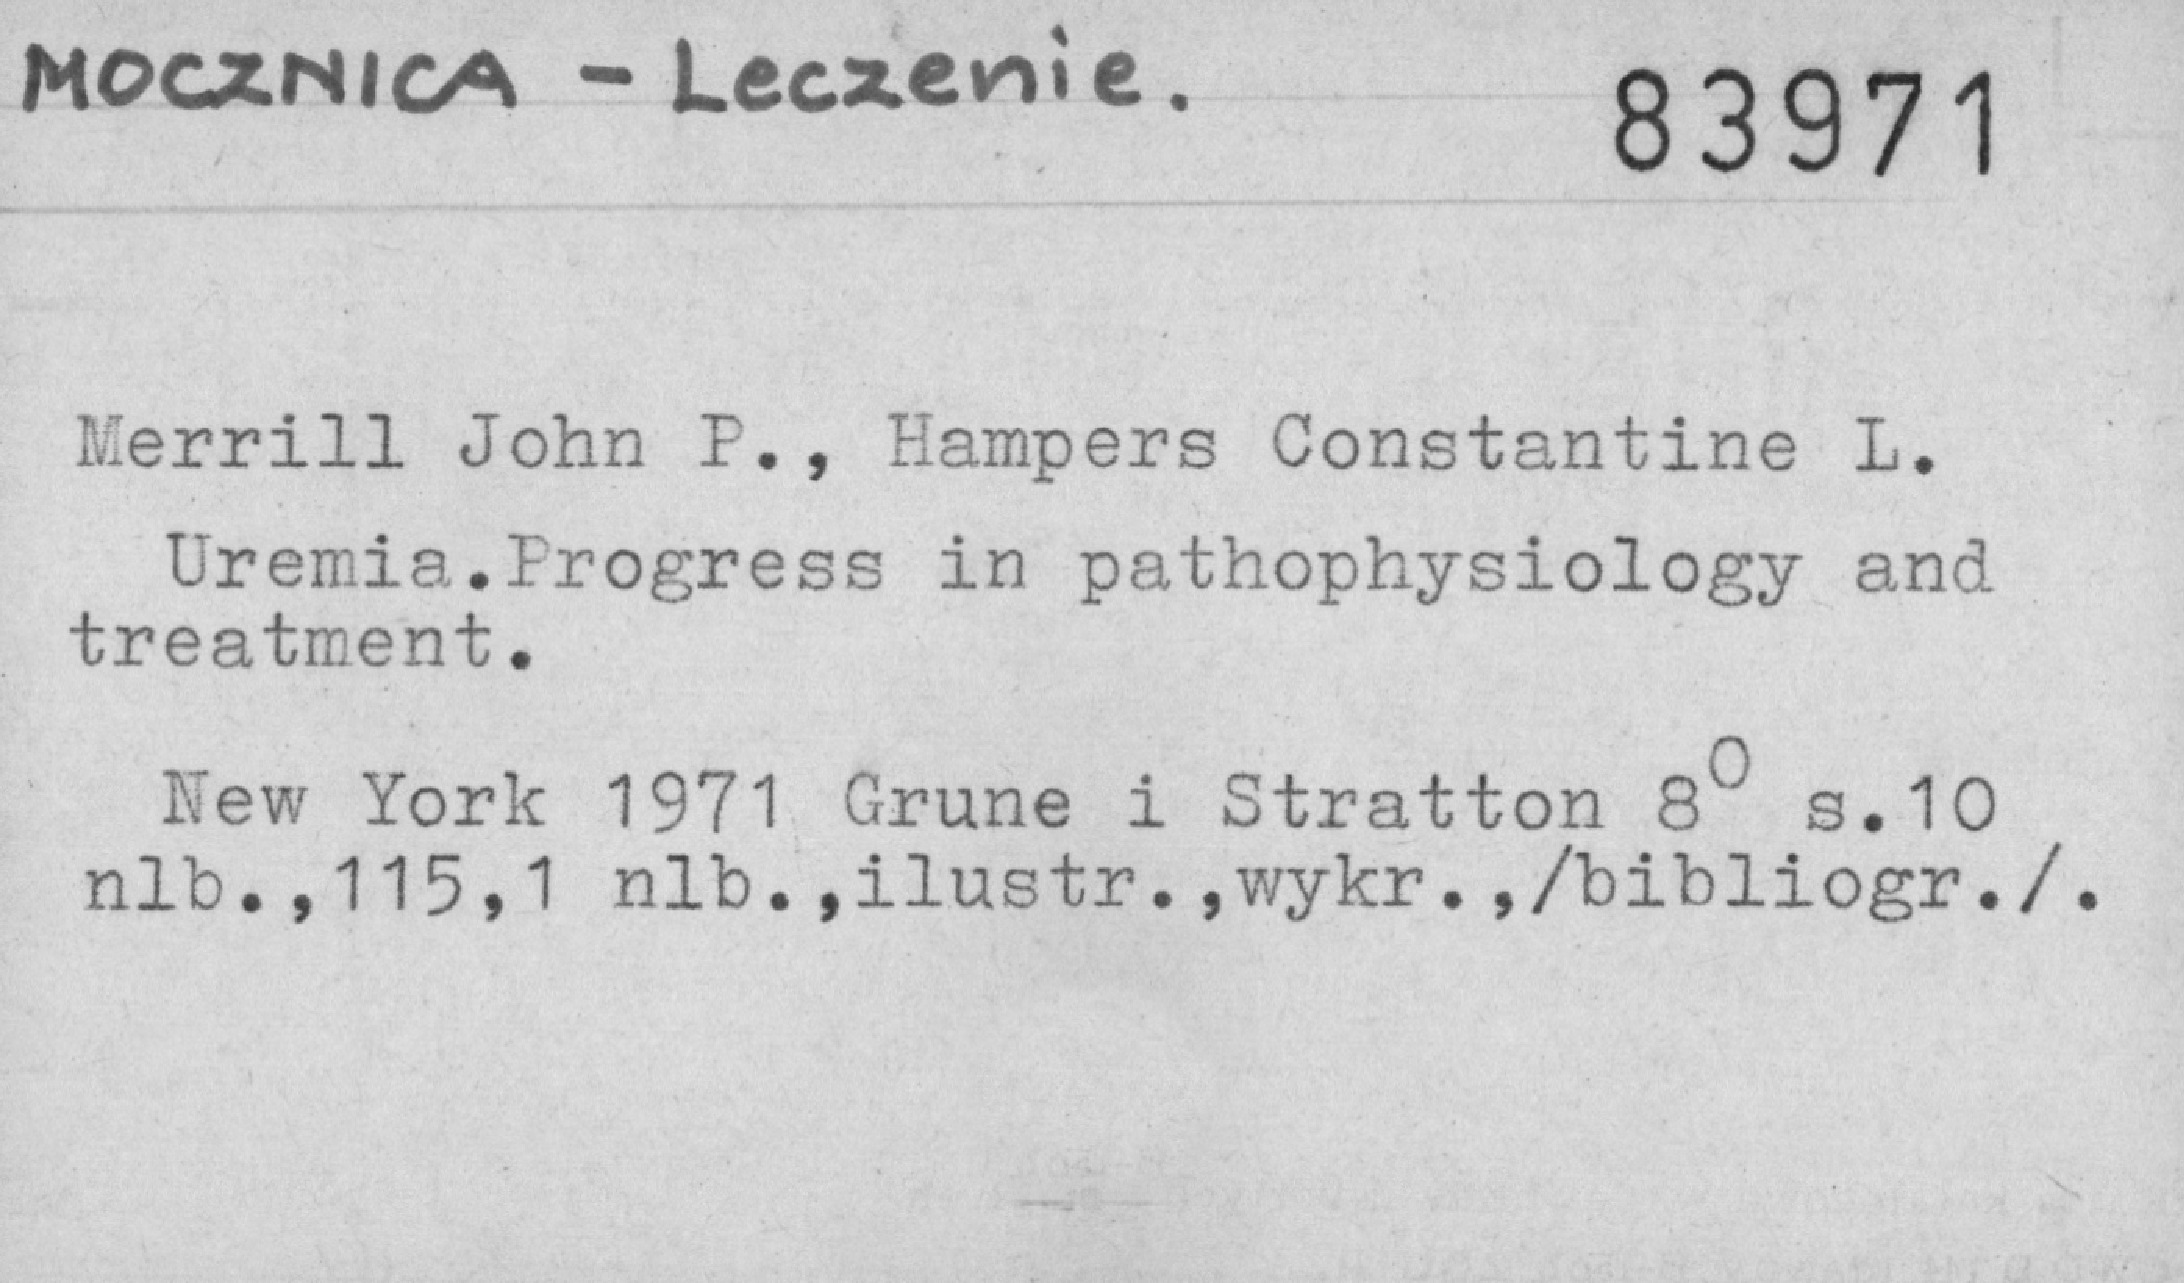 MOCZNICA - Leczenie.
83971
Merrill John P., Hampers Constantine L.
Uremia.Progress in pathophysiology and
treatment.
New York 1971 Grune i Stratton 8⁰ s.10
nlb.,115,1 nlb.,ilustr.,wykr.,/bibliogr./.